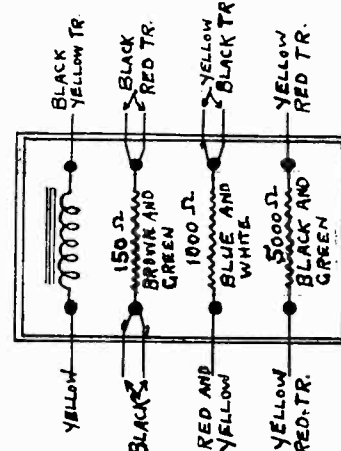 BLACK
YELLOW TR.
BLACK
RED TR.
YELLOW
BLACK TR
YELLOW
RED TR.
150 Ω
BROWN AND
GREEN
1000 Ω
BLUE AND
WHITE
5000 Ω
BLACK AND
GREEN
YELLOW
BLACK
RED AND
YELLOW
YELLOW
RED. TR.